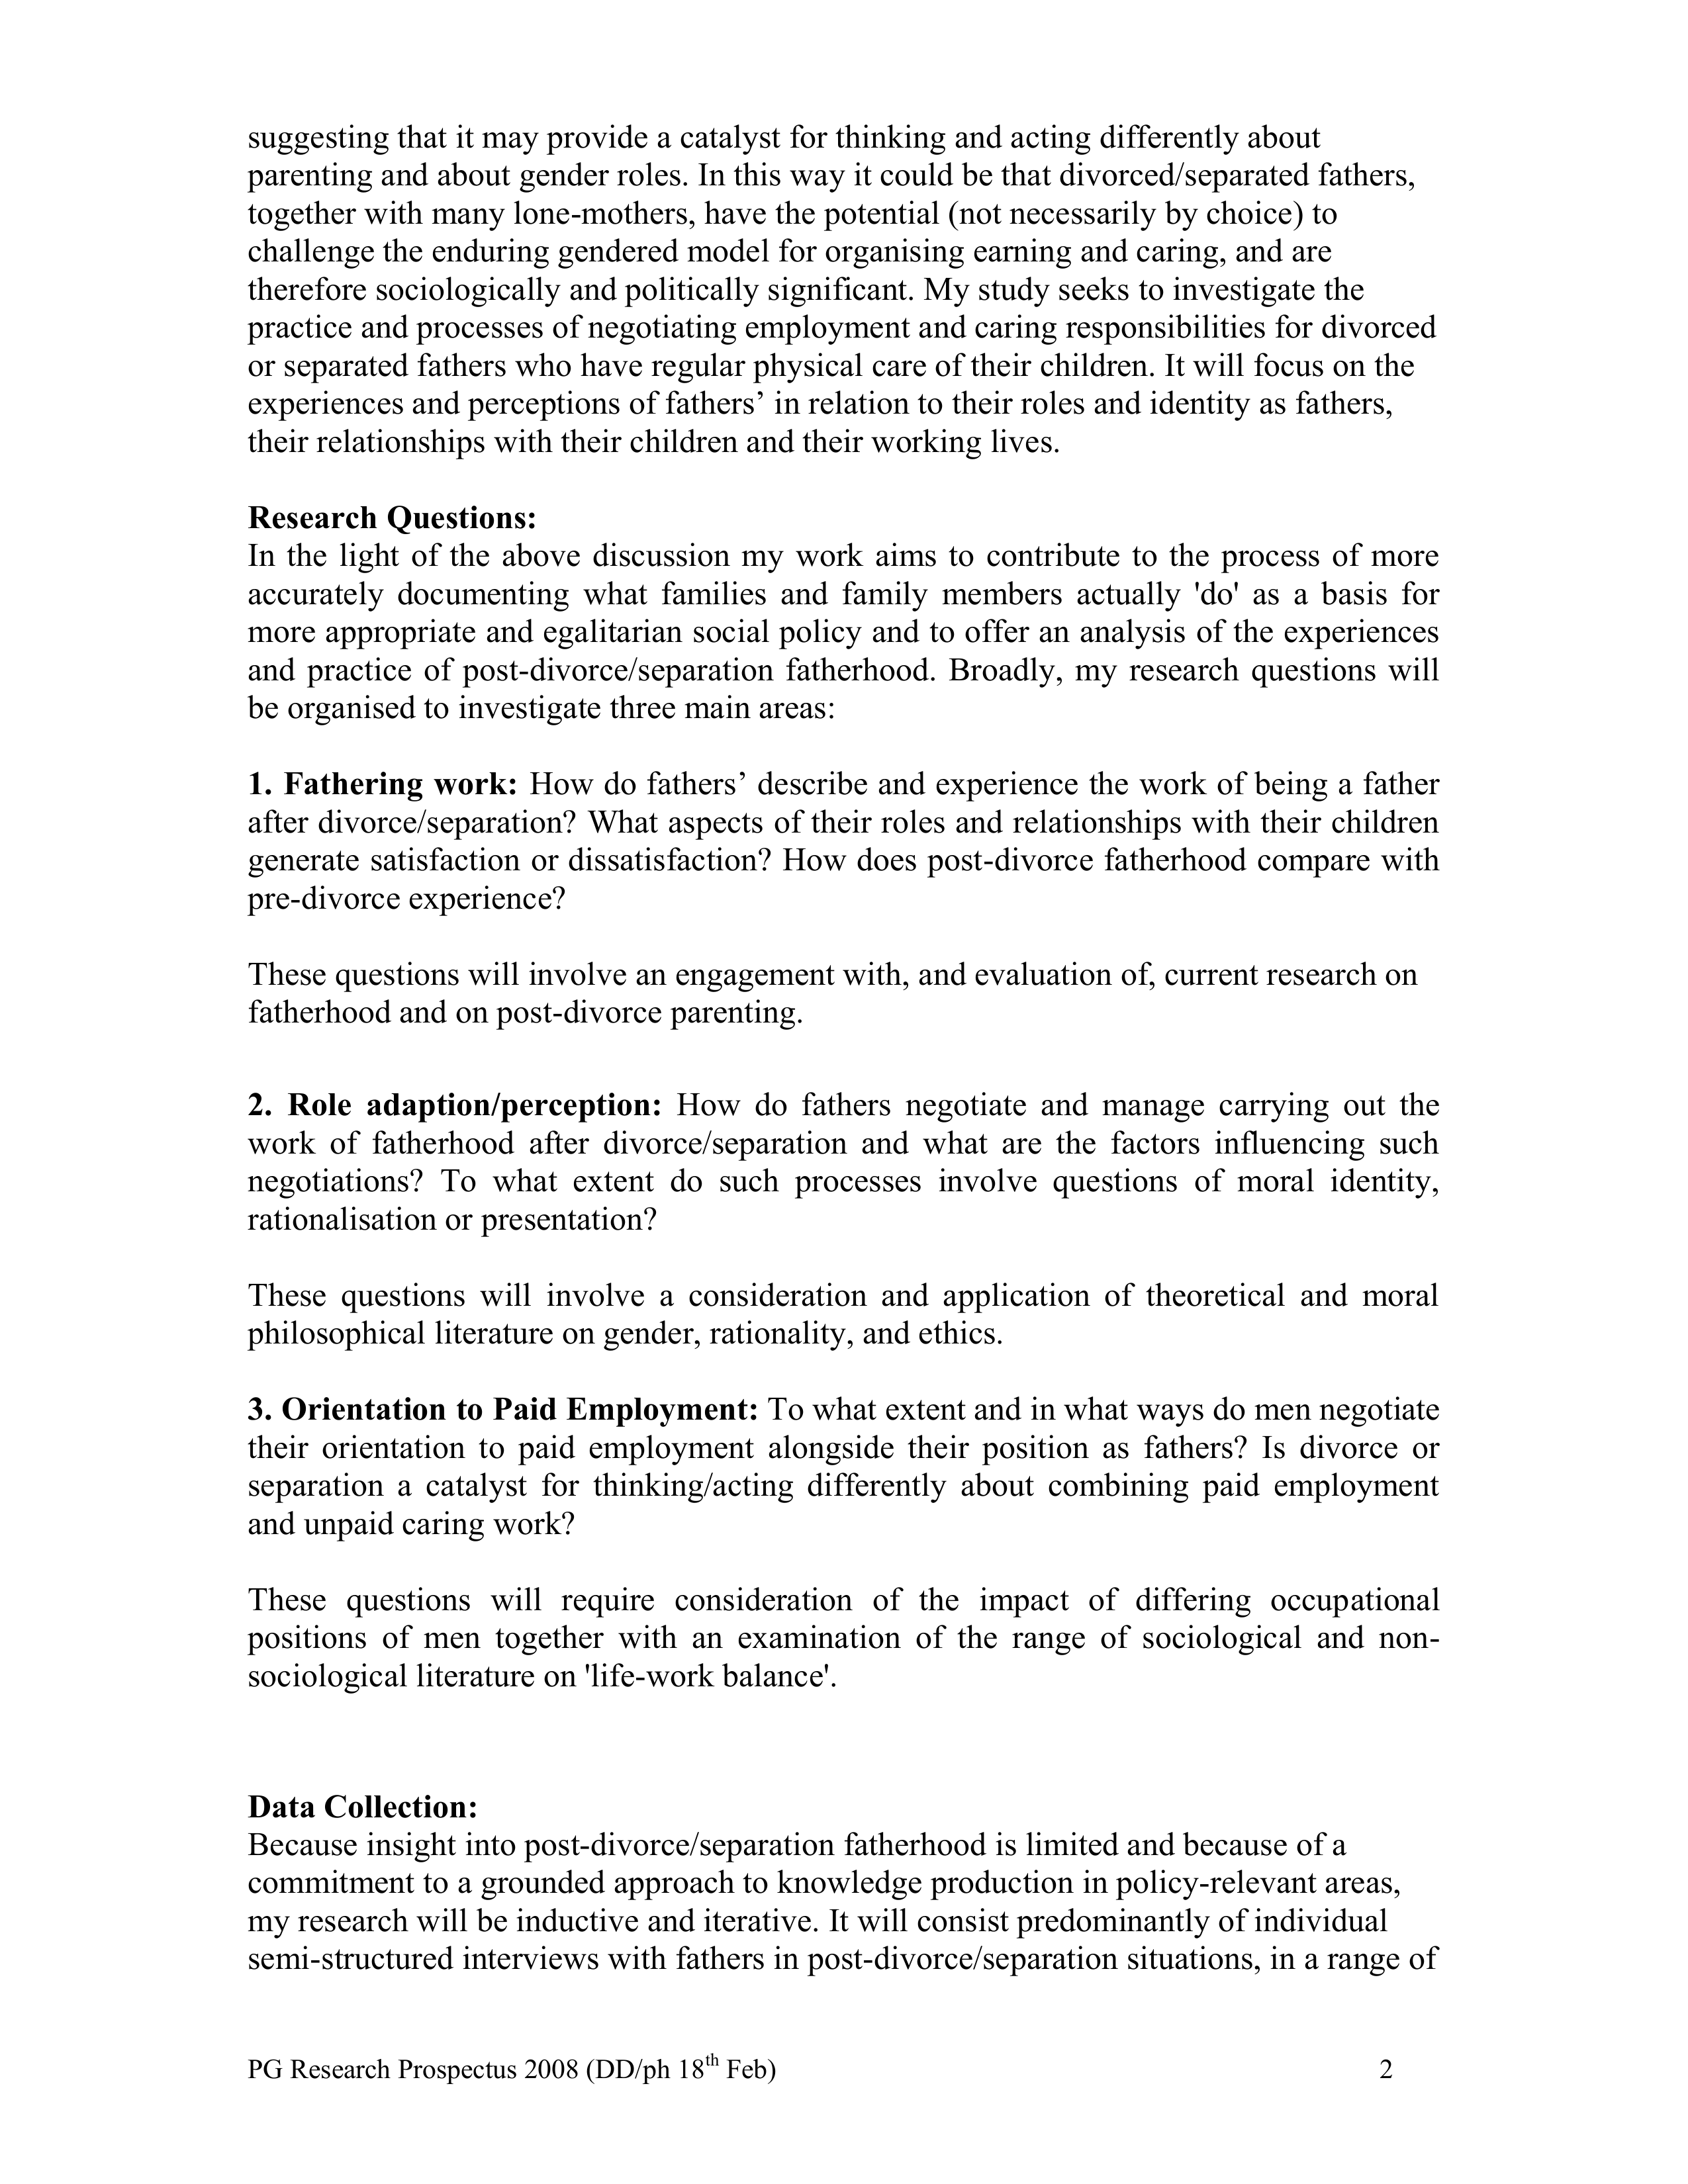 suggesting that it may provide a catalyst for thinking and acting differently about
parenting and about gender roles. In this way it could be that divorced/separated fathers,
together with many lone-mothers, have the potential (not necessarily by choice) to
challenge the enduring gendered model for organising earning and caring, and are
therefore sociologically and politically significant. My study seeks to investigate the
practice and processes of negotiating employment and caring responsibilities for divorced
or separated fathers who have regular physical care of their children. It will focus on the
experiences and perceptions of fathers’ in relation to their roles and identity as fathers,
their relationships with their children and their working lives.
Research Questions:
In the light of the above discussion my work aims to contribute to the process of more
accurately documenting what families and family members actually 'do' as a basis for
more appropriate and egalitarian social policy and to offer an analysis of the experiences
and practice of post-divorce/separation fatherhood. Broadly, my research questions will
be organised to investigate three main areas:
1. Fathering work: How do fathers’ describe and experience the work of being a father
after divorce/separation? What aspects of their roles and relationships with their children
generate satisfaction or dissatisfaction? How does post-divorce fatherhood compare with
pre-divorce experience?
These questions will involve an engagement with, and evaluation of, current research on
fatherhood and on post-divorce parenting.
2. Role adaption/perception: How do fathers negotiate and manage carrying out the
work of fatherhood after divorce/separation and what are the factors influencing such
negotiations? To what extent do such processes involve questions of moral identity,
rationalisation or presentation?
These questions will involve a consideration and application of theoretical and moral
philosophical literature on gender, rationality, and ethics.
3. Orientation to Paid Employment: To what extent and in what ways do men negotiate
their orientation to paid employment alongside their position as fathers? Is divorce or
separation a catalyst for thinking/acting differently about combining paid employment
and unpaid caring work?
These questions will require consideration of the impact of differing occupational
positions of men together with an examination of the range of sociological and non-
sociological literature on 'life-work balance'.
Data Collection:
Because insight into post-divorce/separation fatherhood is limited and because of a
commitment to a grounded approach to knowledge production in policy-relevant areas,
my research will be inductive and iterative. It will consist predominantly of individual
semi-structured interviews with fathers in post-divorce/separation situations, in a range of
PG Research Prospectus 2008 (DD/ph 18th Feb) 2